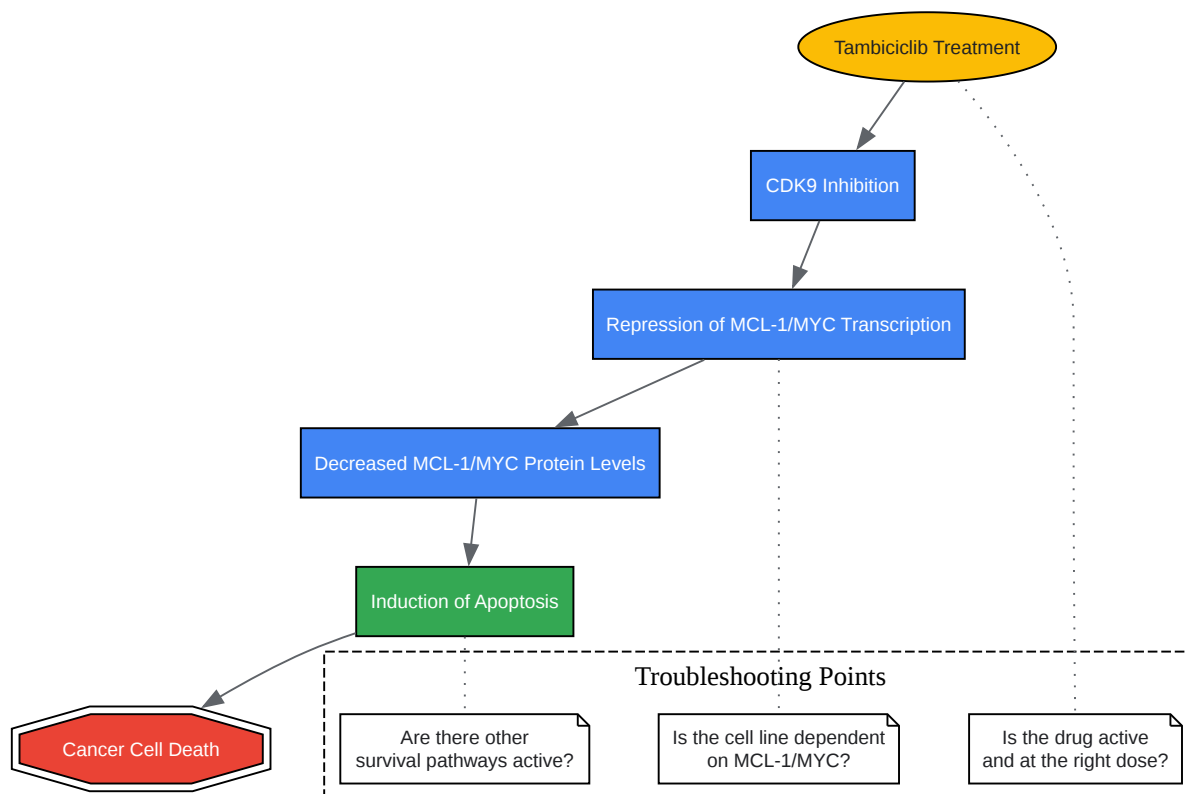 Tambiciclib Treatment
CDK9 Inhibition
Repression of MCL-1/MYC Transcription
Decreased MCL-1/MYC Protein Levels
Induction of Apoptosis
Cancer Cell Death
Troubleshooting Points
Are there other
survival pathways active?
Is the cell line dependent
on MCL-1/MYC?
Is the drug active
and at the right dose?